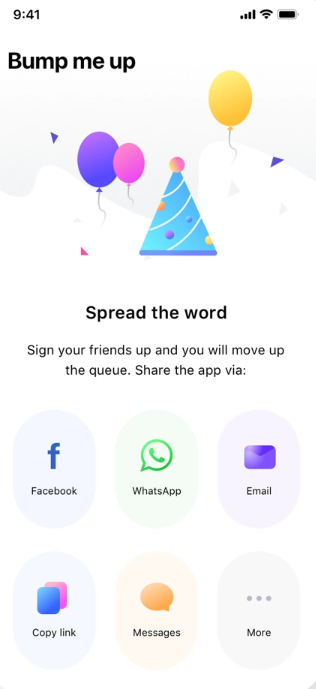 9:41
Bump me up
Spread the word
Sign your friends up and you will move up
the queue. Share the app via:
Facebook
WhatsApp
Email
Copy link
Messages
More